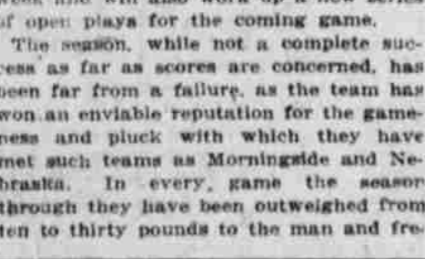 of open plays for the coming game.
The season, while not a complete suc-
cess as far as scores are concerned, has
been far from a failure, as the team has
won an enviable reputation for the game-
ness and pluck with which they have
met such teams as Morningside and Ne-
braska. In every, game the season
through they have been outweighed from
ten to thirty pounds to the man and fre-